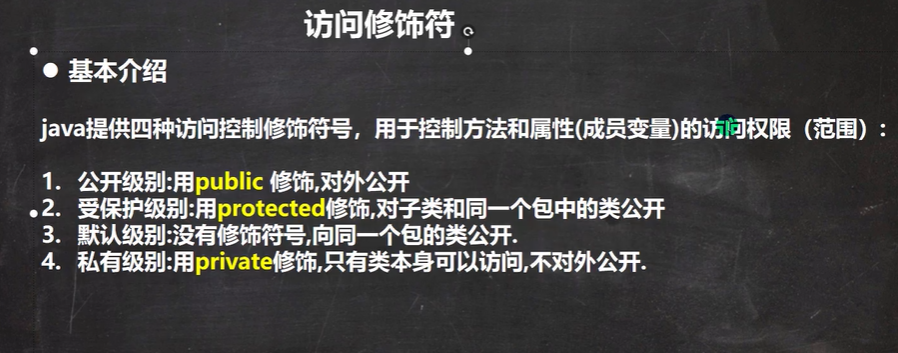 访问修饰符
● 基本介绍
java提供四种访问控制修饰符号，用于控制方法和属性(成员变量)的访问权限（范围）:
1. 公开级别:用public 修饰,对外公开
2. 受保护级别:用protected修饰,对子类和同一个包中的类公开
3. 默认级别:没有修饰符号,向同一个包的类公开.
4. 私有级别:用private修饰,只有类本身可以访问,不对外公开.